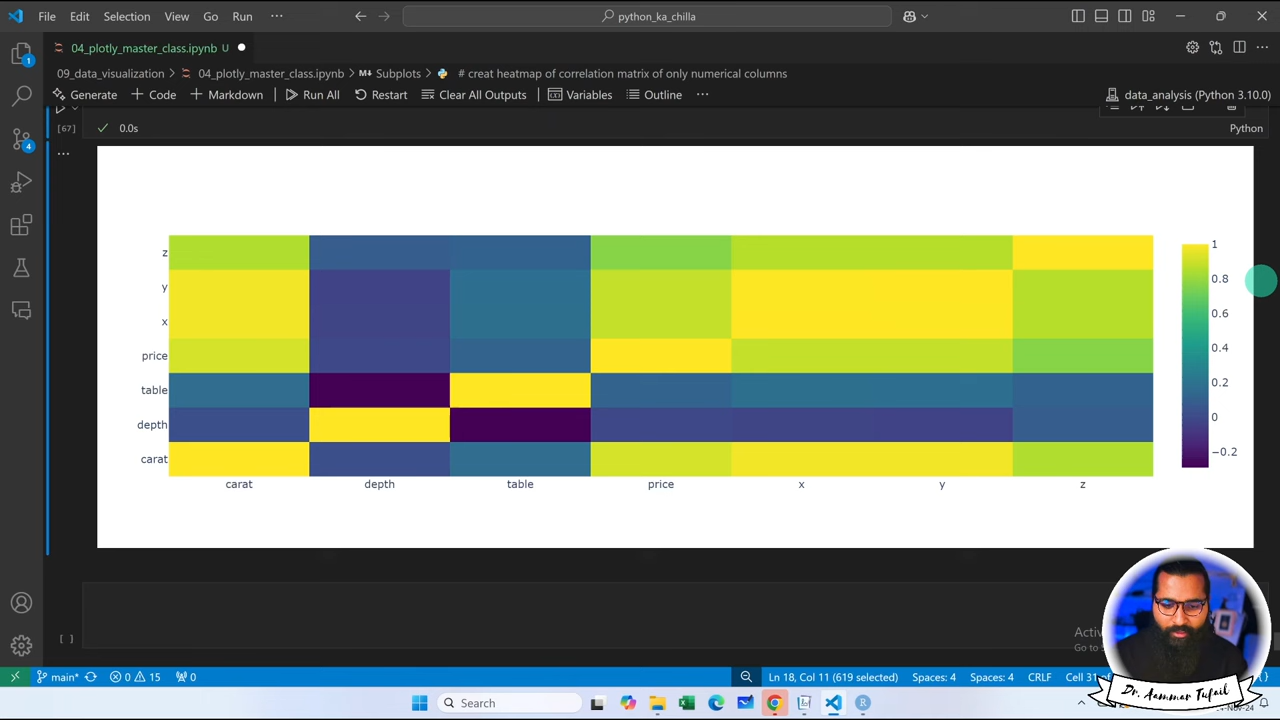 File Edit Selection View Go Run ··· python_ka_chilla
04_plotly_master_class.ipynb U
09_data_visualization > 04_plotly_master_class.ipynb > M↓ Subplots > # creat heatmap of correlation matrix of only numerical columns
Generate + Code + Markdown Run All Restart Clear All Outputs Variables Outline ··· data_analysis (Python 3.10.0)
[67] 0.0s Python
z
y
x
price
table
depth
carat
carat depth table price x y z
1
0.8
0.6
0.4
0.2
0
−0.2
[ ]
Go to
Dr. Aammar Tufail
main* 0 15 0 Ln 18, Col 11 (619 selected) Spaces: 4 Spaces: 4 CRLF
Search